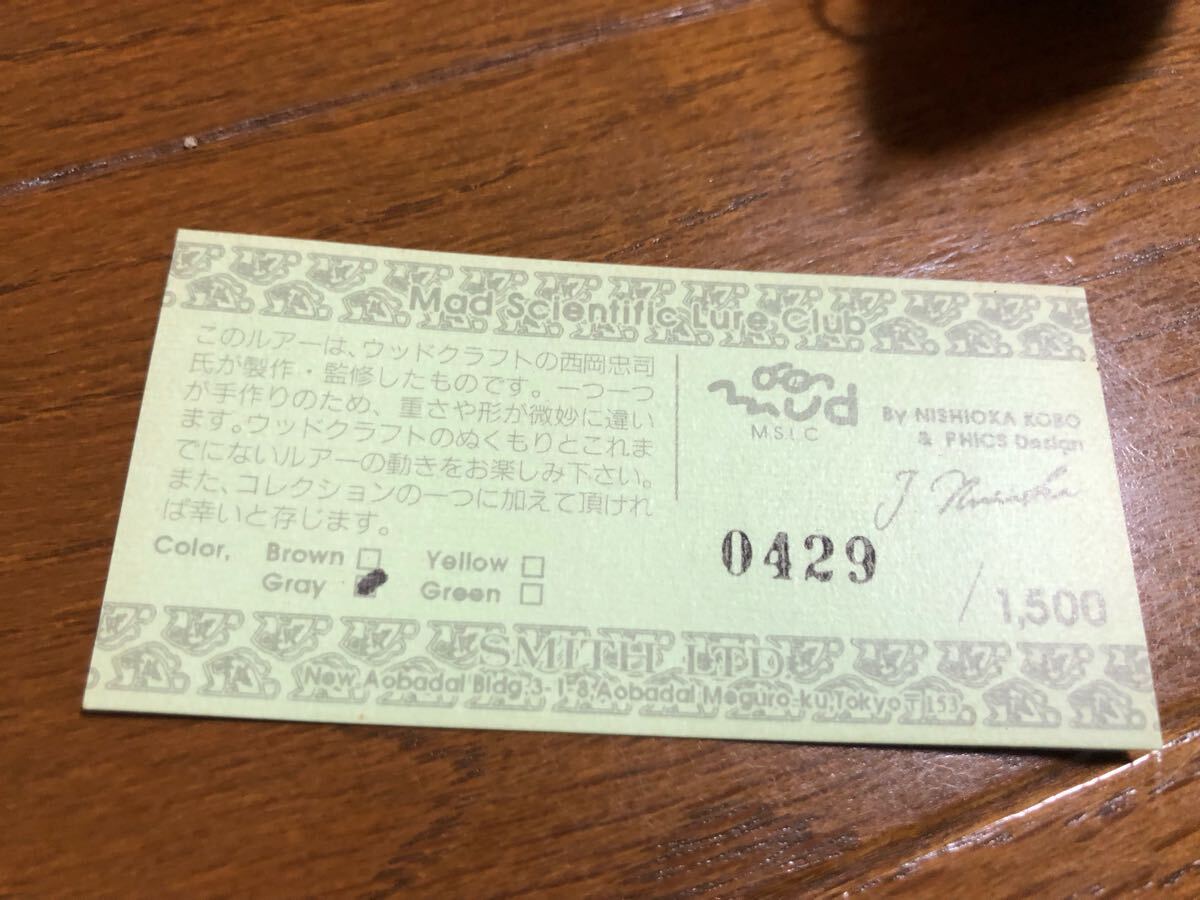 Mad Scientific Lure Club
このルアーは、ウッドクラフトの西岡忠司
氏が製作・監修したものです。一つ一つ
が手作りのため、重さや形が微妙に違い
ます。ウッドクラフトのぬくもりとこれま
でにないルアーの動きをお楽しみ下さい。
また、コレクションの一つに加えて頂けれ
ば幸いと存じます。
Color, Brown □ Yellow □
Gray ☑ Green □
mud
M.S.L.C
By NISHIOKA KOBO
& PHICS Design
J. Nishioka
0429
/ 1,500
SMITH LTD
New Aobadai Bldg.3-1-8,Aobadai Meguro-ku,Tokyo 〒153